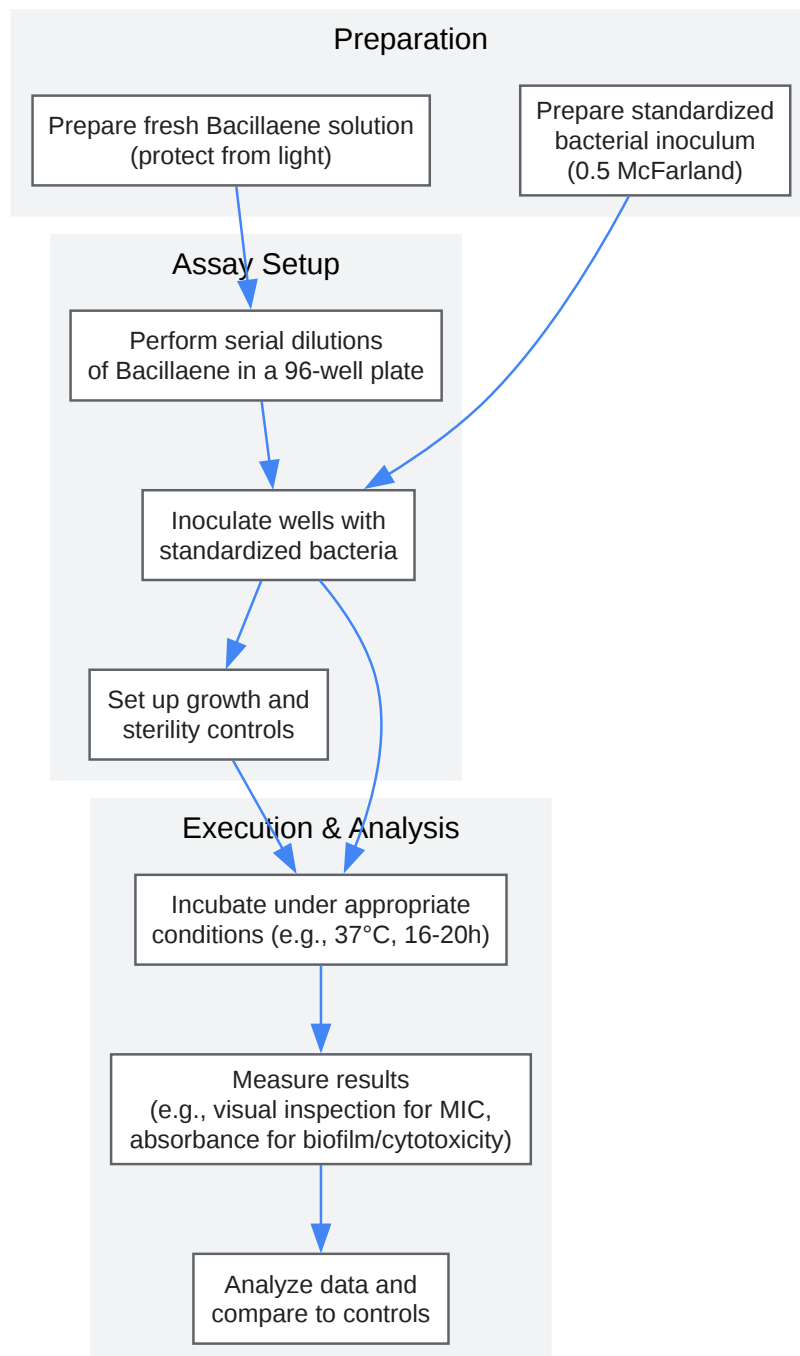 Preparation
Prepare fresh Bacillaene solution
(protect from light)
Prepare standardized
bacterial inoculum
(0.5 McFarland)
Assay Setup
Perform serial dilutions
of Bacillaene in a 96-well plate
Inoculate wells with
standardized bacteria
Set up growth and
sterility controls
Execution & Analysis
Incubate under appropriate
conditions (e.g., 37°C, 16-20h)
Measure results
(e.g., visual inspection for MIC,
absorbance for biofilm/cytotoxicity)
Analyze data and
compare to controls